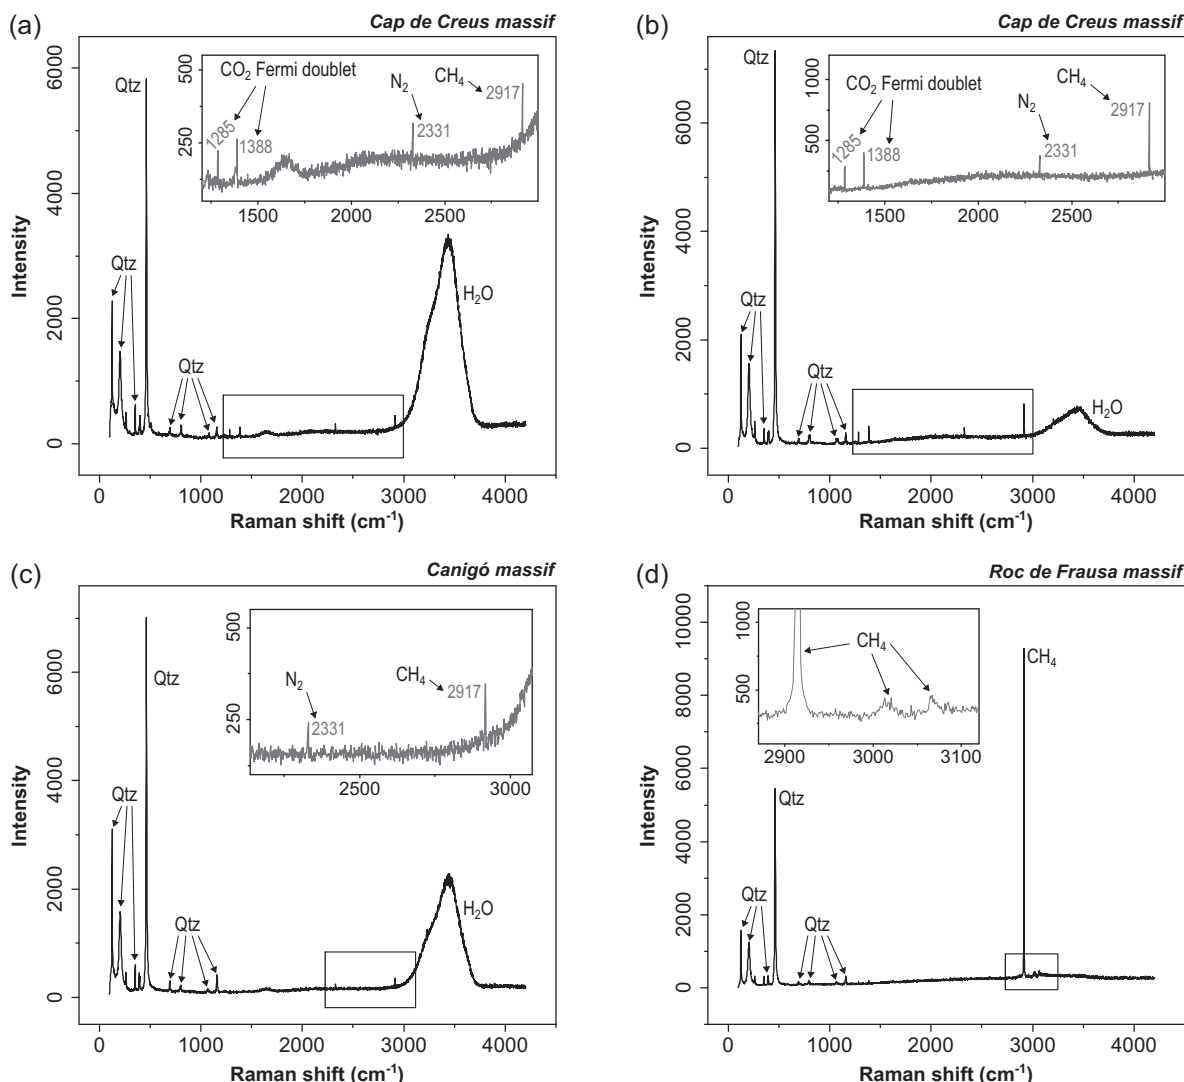 (a)
Cap de Creus massif
Qtz
CO2 Fermi doublet
N2
CH4
2917
2331
1285
1388
500
250
1500
2000
2500
Qtz
Qtz
H2O
Intensity
6000
4000
2000
0
0
1000
2000
3000
4000
Raman shift (cm-1)
(b)
Cap de Creus massif
Qtz
CO2 Fermi doublet
N2
CH4
2917
2331
1285
1388
1000
500
1500
2000
2500
Qtz
Qtz
H2O
Intensity
6000
4000
2000
0
0
1000
2000
3000
4000
Raman shift (cm-1)
(c)
Canigó massif
Qtz
N2
CH4
2917
2331
500
250
2500
3000
Qtz
Qtz
H2O
Intensity
6000
4000
2000
0
0
1000
2000
3000
4000
Raman shift (cm-1)
(d)
Roc de Frausa massif
CH4
1000
500
2900
3000
3100
CH4
Qtz
Qtz
Qtz
Intensity
10000
8000
6000
4000
2000
0
0
1000
2000
3000
4000
Raman shift (cm-1)